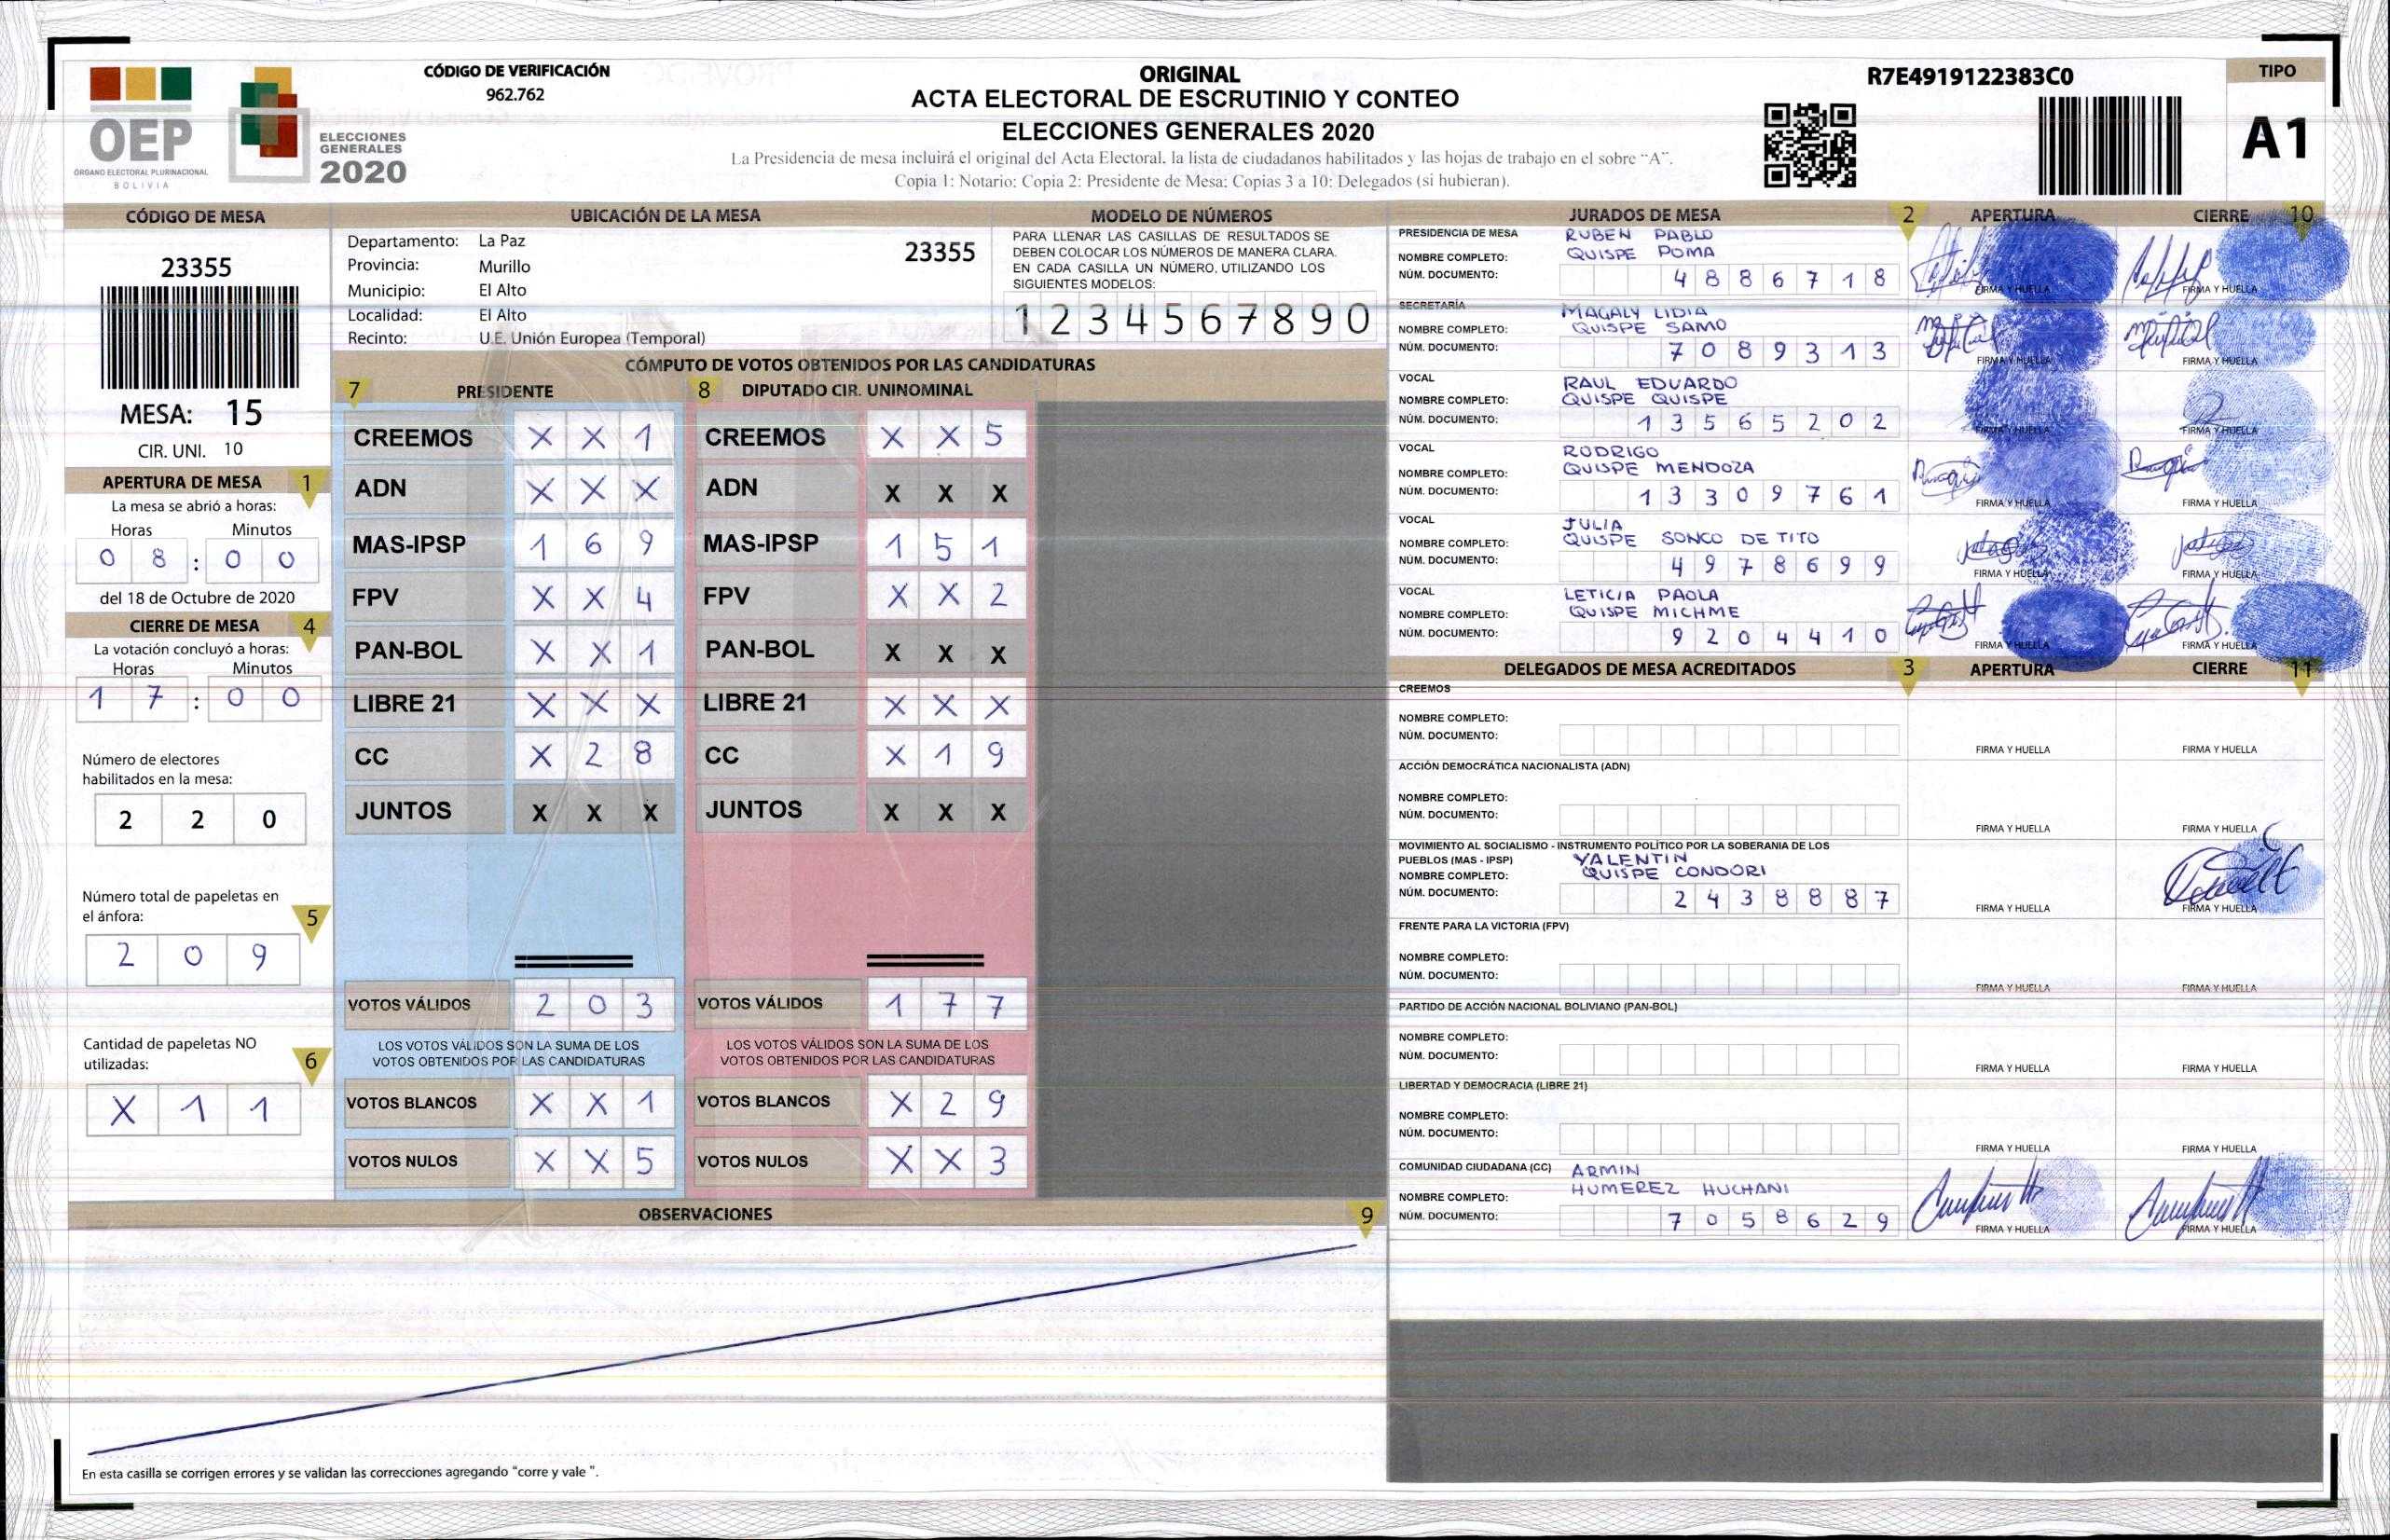 CÓDIGO DE VERIFICACIÓN
962.762
OEP
ÓRGANO ELECTORAL PLURINACIONAL
BOLIVIA
ELECCIONES
GENERALES
2020
ORIGINAL
ACTA ELECTORAL DE ESCRUTINIO Y CONTEO
ELECCIONES GENERALES 2020
La Presidencia de mesa incluirá el original del Acta Electoral, la lista de ciudadanos habilitados y las hojas de trabajo en el sobre "A".
Copia 1: Notario: Copia 2: Presidente de Mesa: Copias 3 a 10: Delegados (si hubieran).
R7E4919122383C0
TIPO
A1
CÓDIGO DE MESA
23355
MESA: 15
CIR. UNI. 10
APERTURA DE MESA 1
La mesa se abrió a horas:
Horas Minutos
0 8 : 0 0
del 18 de Octubre de 2020
CIERRE DE MESA 4
La votación concluyó a horas:
Horas Minutos
1 7 : 0 0
Número de electores
habilitados en la mesa:
2 2 0
Número total de papeletas en
el ánfora: 5
2 0 9
Cantidad de papeletas NO
utilizadas: 6
X 1 1
UBICACIÓN DE LA MESA
Departamento: La Paz
23355
Provincia: Murillo
Municipio: El Alto
Localidad: El Alto
Recinto: U.E. Unión Europea (Temporal)
MODELO DE NÚMEROS
PARA LLENAR LAS CASILLAS DE RESULTADOS SE
DEBEN COLOCAR LOS NÚMEROS DE MANERA CLARA.
EN CADA CASILLA UN NÚMERO, UTILIZANDO LOS
SIGUIENTES MODELOS:
1 2 3 4 5 6 7 8 9 0
CÓMPUTO DE VOTOS OBTENIDOS POR LAS CANDIDATURAS
7 PRESIDENTE
CREEMOS X X 1
ADN X X X
MAS-IPSP 1 6 9
FPV X X 4
PAN-BOL X X 1
LIBRE 21 X X X
CC X 2 8
JUNTOS X X X
VOTOS VÁLIDOS 2 0 3
LOS VOTOS VÁLIDOS SON LA SUMA DE LOS
VOTOS OBTENIDOS POR LAS CANDIDATURAS
VOTOS BLANCOS X X 1
VOTOS NULOS X X 5
8 DIPUTADO CIR. UNINOMINAL
CREEMOS X X 5
ADN X X X
MAS-IPSP 1 5 1
FPV X X 2
PAN-BOL X X X
LIBRE 21 X X X
CC X 1 9
JUNTOS X X X
VOTOS VÁLIDOS 1 7 7
LOS VOTOS VÁLIDOS SON LA SUMA DE LOS
VOTOS OBTENIDOS POR LAS CANDIDATURAS
VOTOS BLANCOS X 2 9
VOTOS NULOS X X 3
OBSERVACIONES 9
En esta casilla se corrigen errores y se validan las correcciones agregando "corre y vale ".
JURADOS DE MESA 2 APERTURA CIERRE 10
PRESIDENCIA DE MESA RUBEN PABLO
NOMBRE COMPLETO: QUISPE POMA
NÚM. DOCUMENTO: 4 8 8 6 7 1 8
FIRMA Y HUELLA FIRMA Y HUELLA
SECRETARÍA MAGALY LIDIA
NOMBRE COMPLETO: QUISPE SAMO
NÚM. DOCUMENTO: 7 0 8 9 3 1 3
FIRMA Y HUELLA FIRMA Y HUELLA
VOCAL RAUL EDUARDO
NOMBRE COMPLETO: QUISPE QUISPE
NÚM. DOCUMENTO: 1 3 5 6 5 2 0 2
FIRMA Y HUELLA FIRMA Y HUELLA
VOCAL RODRIGO
NOMBRE COMPLETO: QUISPE MENDOZA
NÚM. DOCUMENTO: 1 3 3 0 9 7 6 1
FIRMA Y HUELLA FIRMA Y HUELLA
VOCAL JULIA
NOMBRE COMPLETO: QUISPE SONCO DE TITO
NÚM. DOCUMENTO: 4 9 7 8 6 9 9
FIRMA Y HUELLA FIRMA Y HUELLA
VOCAL LETICIA PAOLA
NOMBRE COMPLETO: QUISPE MICHME
NÚM. DOCUMENTO: 9 2 0 4 4 1 0
FIRMA Y HUELLA FIRMA Y HUELLA
DELEGADOS DE MESA ACREDITADOS 3 APERTURA CIERRE 11
CREEMOS
NOMBRE COMPLETO:
NÚM. DOCUMENTO:
FIRMA Y HUELLA FIRMA Y HUELLA
ACCIÓN DEMOCRÁTICA NACIONALISTA (ADN)
NOMBRE COMPLETO:
NÚM. DOCUMENTO:
FIRMA Y HUELLA FIRMA Y HUELLA
MOVIMIENTO AL SOCIALISMO - INSTRUMENTO POLÍTICO POR LA SOBERANIA DE LOS
PUEBLOS (MAS - IPSP) VALENTIN
NOMBRE COMPLETO: QUISPE CONDORI
NÚM. DOCUMENTO: 2 4 3 8 8 8 7
FIRMA Y HUELLA FIRMA Y HUELLA
FRENTE PARA LA VICTORIA (FPV)
NOMBRE COMPLETO:
NÚM. DOCUMENTO:
FIRMA Y HUELLA FIRMA Y HUELLA
PARTIDO DE ACCIÓN NACIONAL BOLIVIANO (PAN-BOL)
NOMBRE COMPLETO:
NÚM. DOCUMENTO:
FIRMA Y HUELLA FIRMA Y HUELLA
LIBERTAD Y DEMOCRACIA (LIBRE 21)
NOMBRE COMPLETO:
NÚM. DOCUMENTO:
FIRMA Y HUELLA FIRMA Y HUELLA
COMUNIDAD CIUDADANA (CC) ARMIN
NOMBRE COMPLETO: HUMEREZ HUCHANI
NÚM. DOCUMENTO: 7 0 5 8 6 2 9
FIRMA Y HUELLA FIRMA Y HUELLA